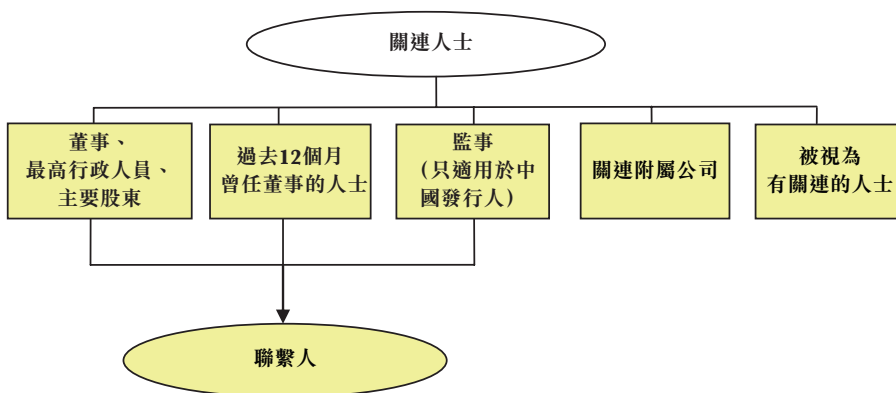 關連人士
董事、
最高行政人員、
主要股東
過去12個月
曾任董事的人士
監事
(只適用於中
國發行人)
關連附屬公司
被視為
有關連的人士
聯繫人